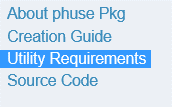 About phuse Pkg
Creation Guide
Utility Requirements
Source Code